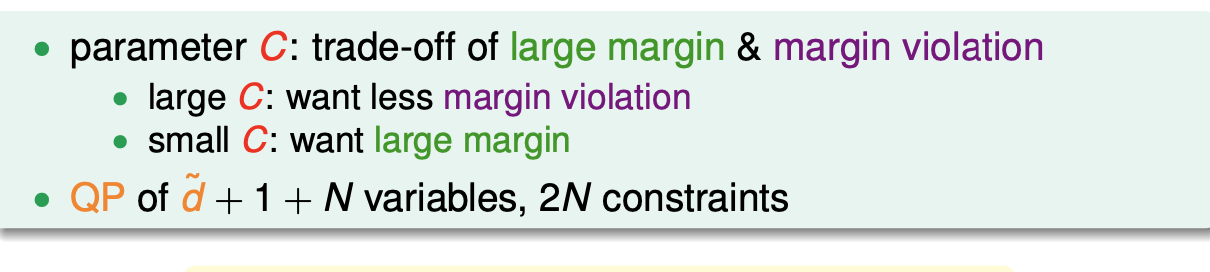 • parameter C: trade-off of large margin & margin violation
• large C: want less margin violation
• small C: want large margin
• QP of d̃ + 1 + N variables, 2N constraints